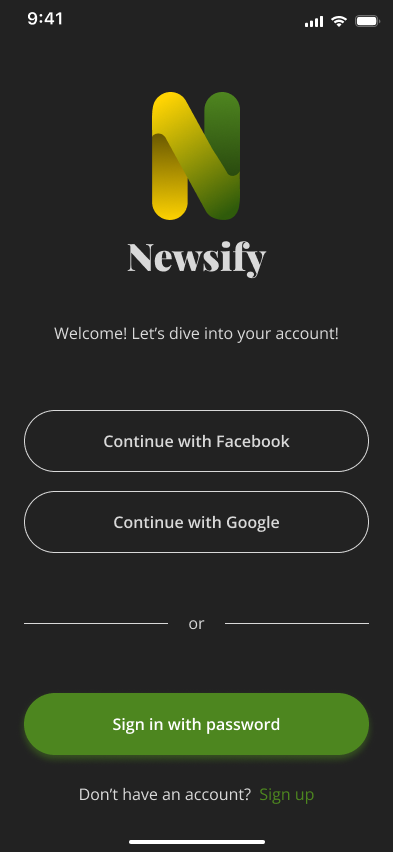 9:41
Newsify
Welcome! Let’s dive into your account!
Continue with Facebook
Continue with Google
or
Sign in with password
Don’t have an account? Sign up